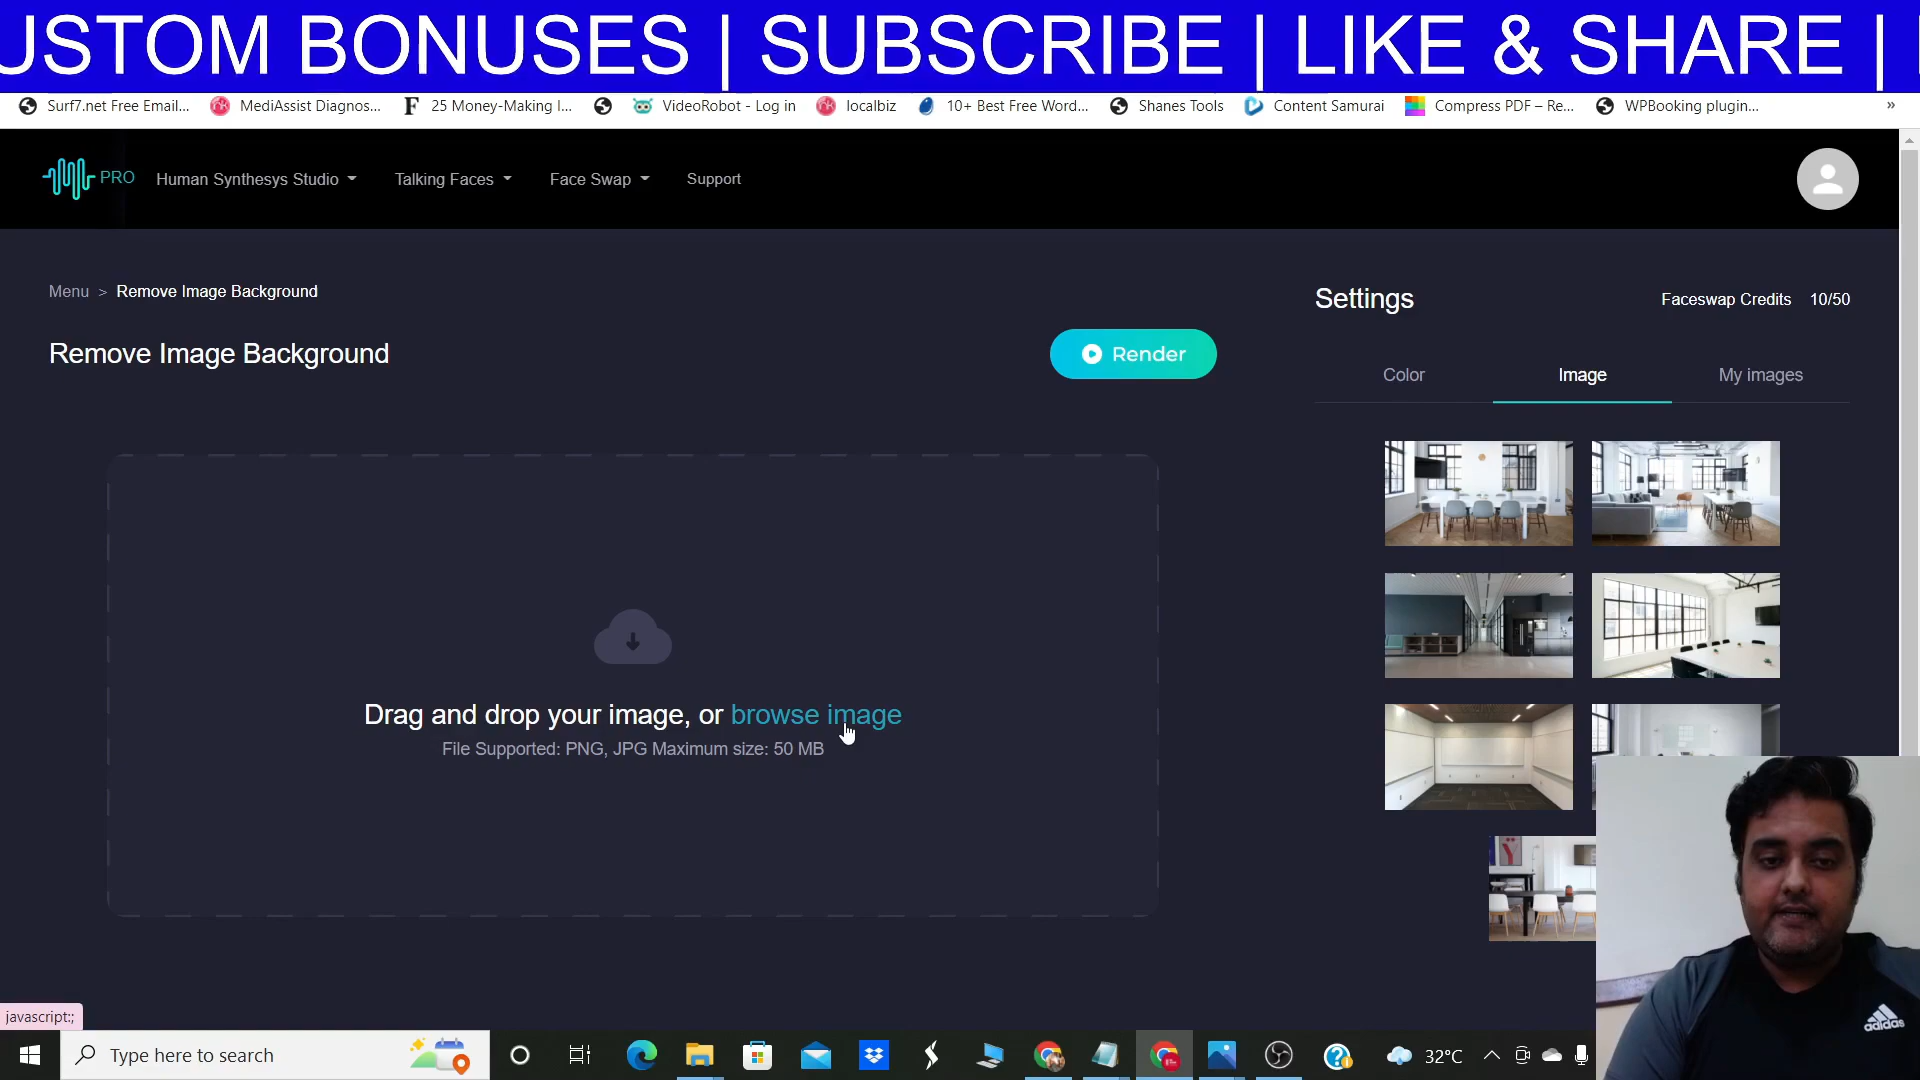 USTOM BONUSES | SUBSCRIBE | LIKE & SHARE |
Surf7.net Free Email... MediAssist Diagnos... 25 Money-Making I... VideoRobot - Log in localbiz 10+ Best Free Word... Shanes Tools Content Samurai Compress PDF – Re... WPBooking plugin... »
PRO Human Synthesys Studio Talking Faces Face Swap Support
Menu > Remove Image Background
Settings Faceswap Credits 10/50
Remove Image Background
Render
Color Image My images
Drag and drop your image, or browse image
File Supported: PNG, JPG Maximum size: 50 MB
adidas
javascript:;
Type here to search
32°C